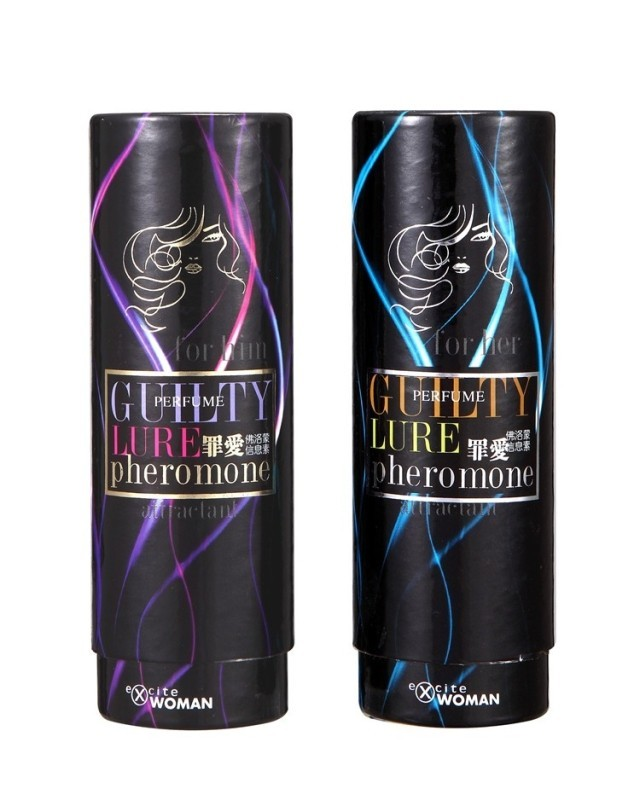 for him
GUILTY
PERFUME
LURE 罪愛 佛洛蒙
信息素
pheromone
attractant
eXcite
WOMAN
for her
GUILTY
PERFUME
LURE 罪愛 佛洛蒙
信息素
pheromone
attractant
eXcite
WOMAN